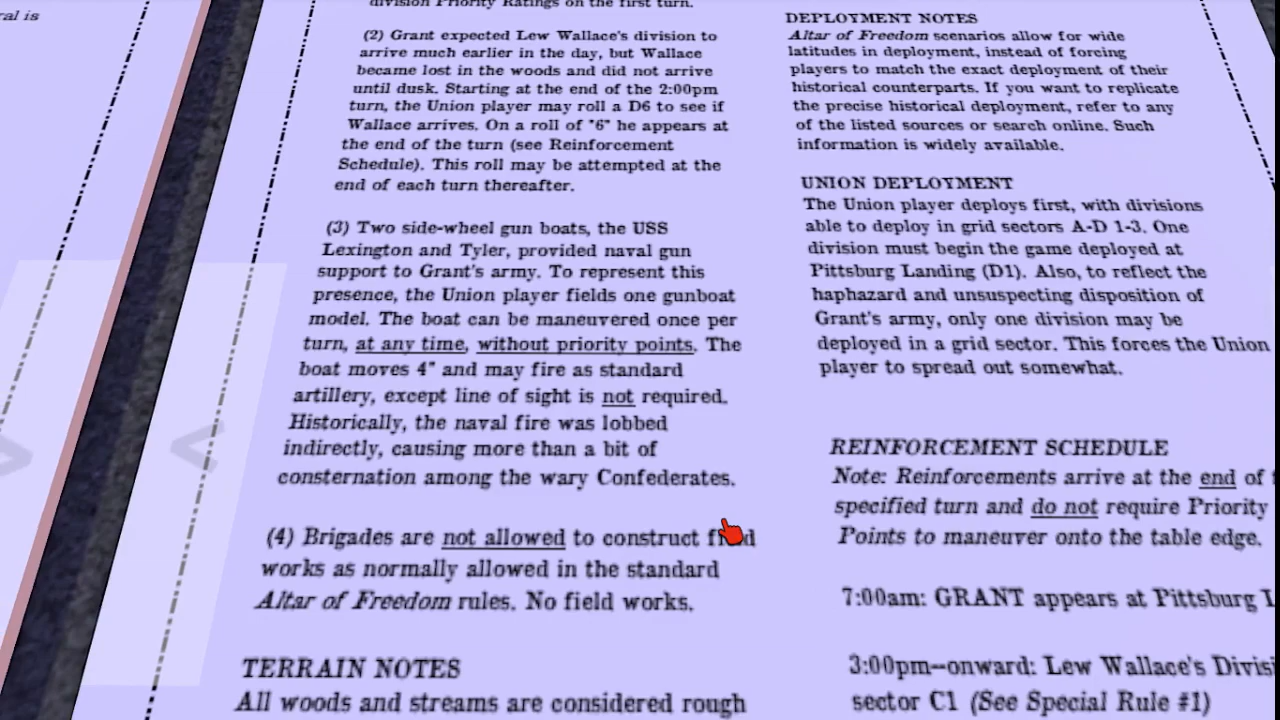 ral is
division Priority Ratings on the first turn.
(2) Grant expected Lew Wallace's division to
arrive much earlier in the day, but Wallace
became lost in the woods and did not arrive
until dusk. Starting at the end of the 2:00pm
turn, the Union player may roll a D6 to see if
Wallace arrives. On a roll of "6" he appears at
the end of the turn (see Reinforcement
Schedule). This roll may be attempted at the
end of each turn thereafter.
(3) Two side-wheel gun boats, the USS
Lexington and Tyler, provided naval gun
support to Grant's army. To represent this
presence, the Union player fields one gunboat
model. The boat can be maneuvered once per
turn, at any time, without priority points. The
boat moves 4" and may fire as standard
artillery, except line of sight is not required.
Historically, the naval fire was lobbed
indirectly, causing more than a bit of
consternation among the wary Confederates.
(4) Brigades are not allowed to construct field
works as normally allowed in the standard
Altar of Freedom rules. No field works.
TERRAIN NOTES
All woods and streams are considered rough
DEPLOYMENT NOTES
Altar of Freedom scenarios allow for wide
latitudes in deployment, instead of forcing
players to match the exact deployment of their
historical counterparts. If you want to replicate
the precise historical deployment, refer to any
of the listed sources or search online. Such
information is widely available.
UNION DEPLOYMENT
The Union player deploys first, with divisions
able to deploy in grid sectors A-D 1-3. One
division must begin the game deployed at
Pittsburg Landing (D1). Also, to reflect the
haphazard and unsuspecting disposition of
Grant's army, only one division may be
deployed in a grid sector. This forces the Union
player to spread out somewhat.
REINFORCEMENT SCHEDULE
Note: Reinforcements arrive at the end of
specified turn and do not require Priority
Points to maneuver onto the table edge.
7:00am: GRANT appears at Pittsburg
3:00pm--onward: Lew Wallace's Divisi
sector C1 (See Special Rule #1)